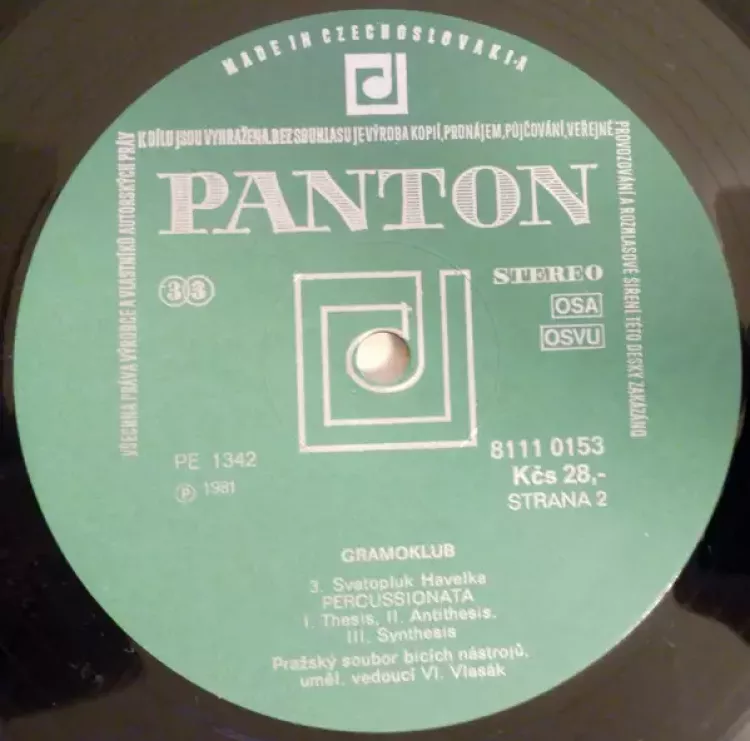 MADE IN CZECHOSLOVAKIA
VŠECHNA PRÁVA VÝROBCE A VLASTNÍKŮ AUTORSKÝCH PRÁV
K DÍLU JSOU VYHRAŽENA. BEZ SOUHLASU JE VÝROBA KOPIÍ, PRONÁJEM, PŮJČOVÁNÍ, VEŘEJNÉ
PROVOZOVÁNÍ A ROZHLASOVÉ ŠÍŘENÍ TÉTO DESKY ZAKÁZÁNO
PANTON
33
STEREO
OSA
OSVU
PE 1342
Ⓟ 1981
8111 0153
Kčs 28,-
STRANA 2
GRAMOKLUB
3. Svatopluk Havelka
PERCUSSIONATA
I. Thesis, II. Antithesis,
III. Synthesis
Pražský soubor bicích nástrojů,
uměl. vedoucí Vl. Vlasák